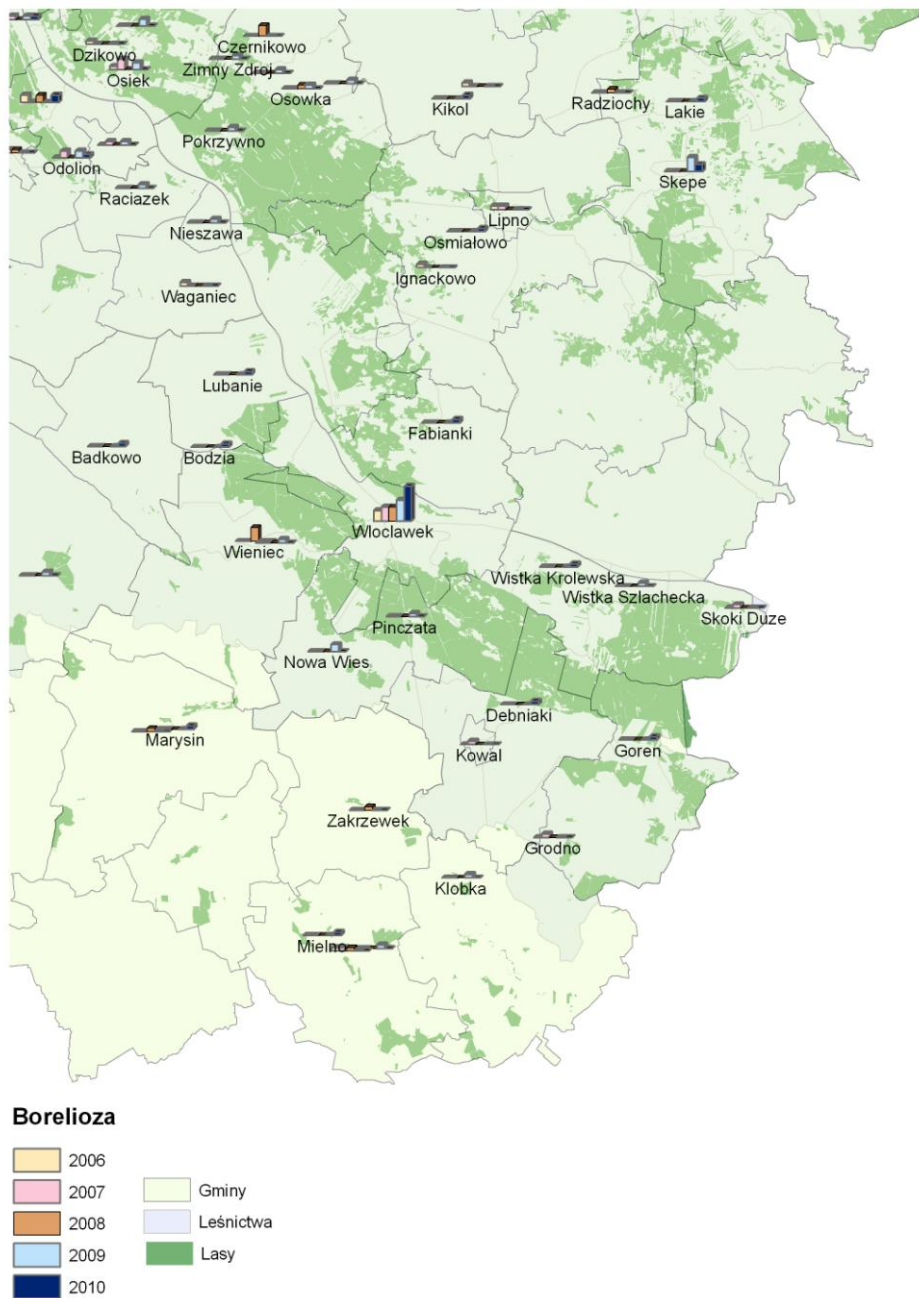 Czernikowo
Dzikowo
Zimny Zdroj
Osiek
Osowka
Kikol
Radziochy
Lakie
Pokrzywno
Odolion
Skepe
Raciazek
Lipno
Nieszawa
Ośmiałowo
Ignackowo
Waganiec
Lubanie
Fabianki
Badkowo
Bodzia
Wloclawek
Wieniec
Wistka Krolewska
Wistka Szlachecka
Skoki Duze
Pinczata
Nowa Wies
Debniaki
Marysin
Kowal
Goren
Zakrzewek
Grodno
Klobka
Mielno
Borelioza
2006
2007
Gminy
2008
Leśnictwa
2009
Lasy
2010